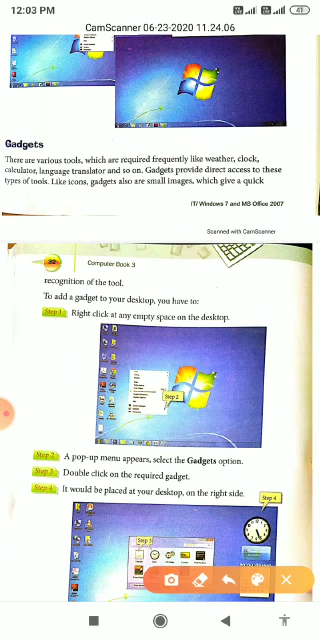 12:03 PM
41
CamScanner 06-23-2020 11.24.06
Gadgets
There are various tools, which are required frequently like weather, clock,
calculator, language translator and so on. Gadgets provide direct access to these
types of tools. Like icons, gadgets also are small images, which give a quick
IT/ Windows 7 and MS Office 2007
Scanned with CamScanner
32 Computer Book 3
recognition of the tool.
To add a gadget to your desktop, you have to:
Step 1 Right click at any empty space on the desktop.
Step 2
Step 2 A pop-up menu appears, select the Gadgets option.
Step 3 Double click on the required gadget.
Step 4 It would be placed at your desktop, on the right side.
Step 4
Step 3